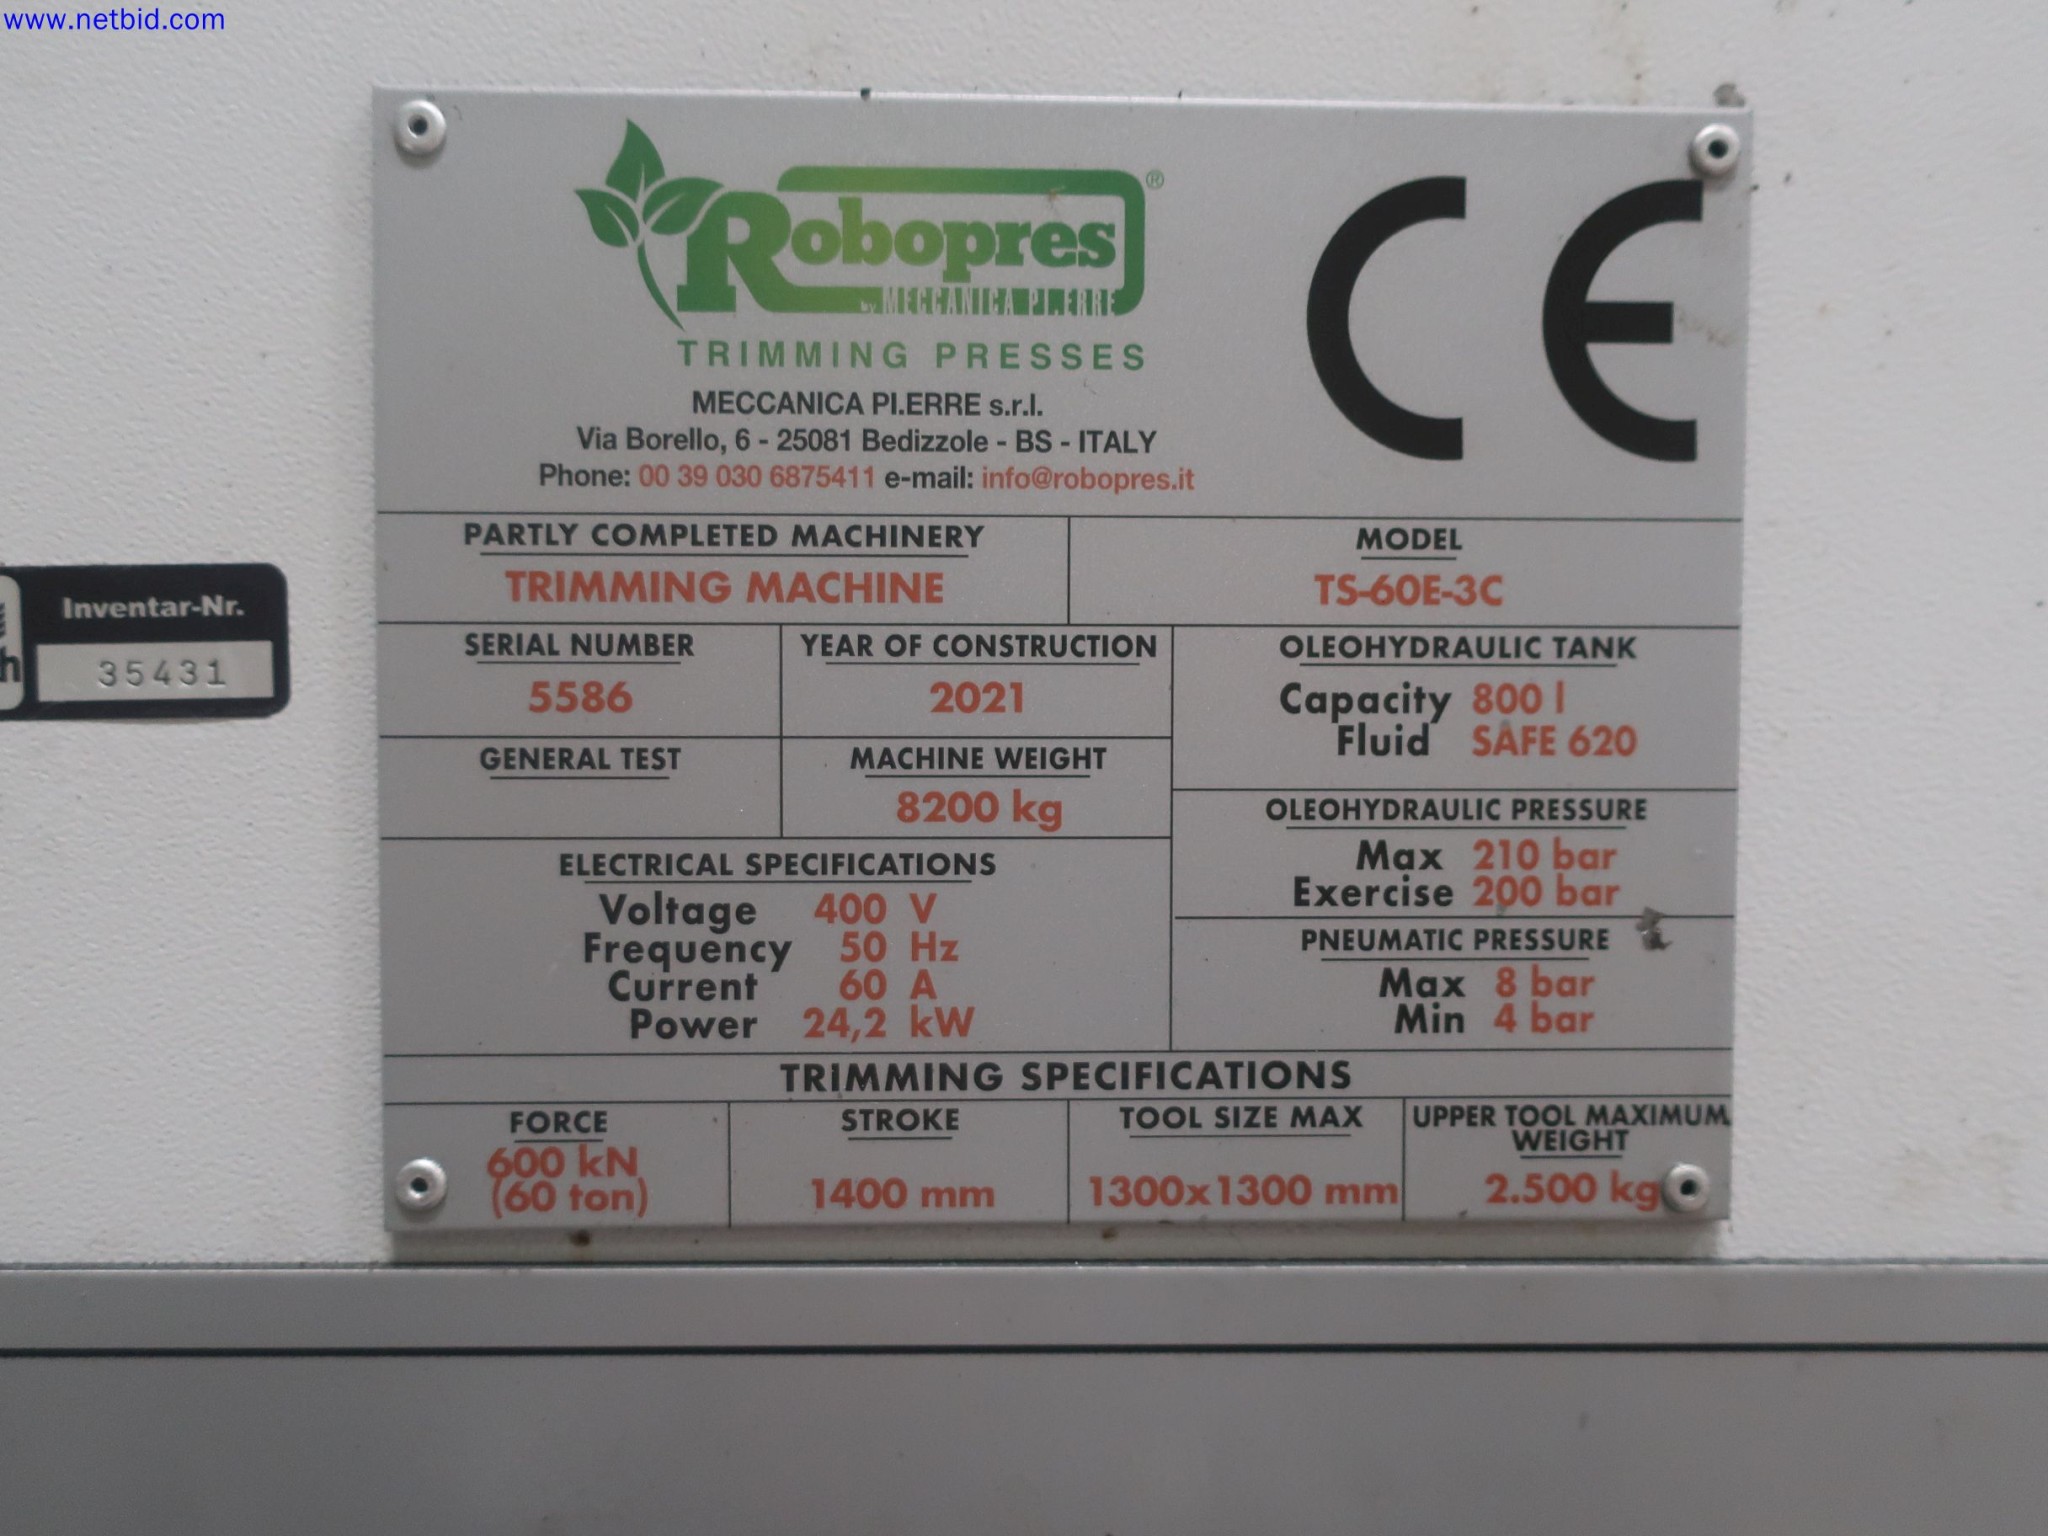 www.netbid.com
Robopres®
by MECCANICA PI.ERRE
TRIMMING PRESSES
MECCANICA PI.ERRE s.r.l.
Via Borello, 6 - 25081 Bedizzole - BS - ITALY
Phone: 00 39 030 6875411 e-mail: info@robopres.it
CE
PARTLY COMPLETED MACHINERY
TRIMMING MACHINE
MODEL
TS-60E-3C
Inventar-Nr.
35431
SERIAL NUMBER
5586
YEAR OF CONSTRUCTION
2021
OLEOHYDRAULIC TANK
Capacity 800 l
Fluid SAFE 620
GENERAL TEST
MACHINE WEIGHT
8200 kg
OLEOHYDRAULIC PRESSURE
Max 210 bar
Exercise 200 bar
ELECTRICAL SPECIFICATIONS
Voltage 400 V
Frequency 50 Hz
Current 60 A
Power 24,2 kW
PNEUMATIC PRESSURE
Max 8 bar
Min 4 bar
TRIMMING SPECIFICATIONS
FORCE
600 kN
(60 ton)
STROKE
1400 mm
TOOL SIZE MAX
1300x1300 mm
UPPER TOOL MAXIMUM
WEIGHT
2.500 kg